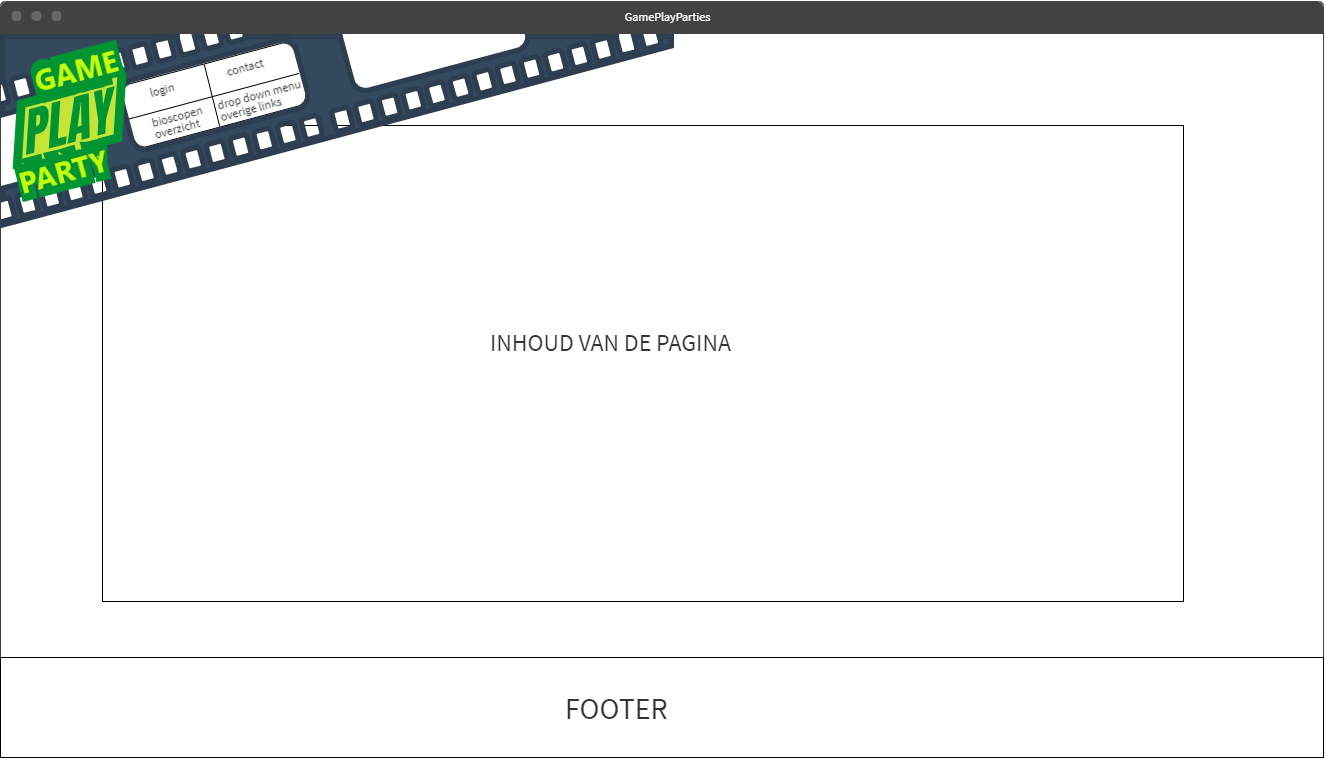 GamePlayParties
GAME
PLAY
PARTY
login
contact
bioscopen
overzicht
drop down menu
overige links
INHOUD VAN DE PAGINA
FOOTER